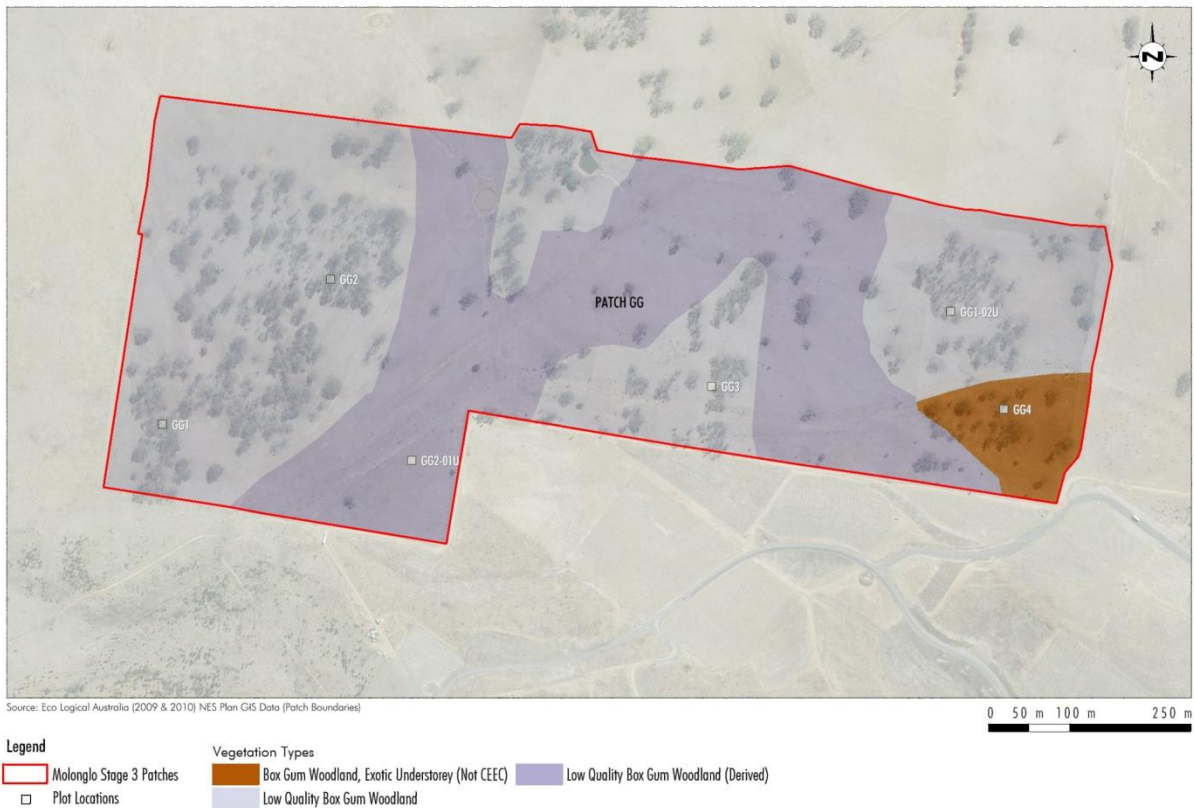 N
GG2
PATCH GG
GG1-02U
GG3
GG4
GG1
GG2-01U
Source: Eco Logical Australia (2009 & 2010) NES Plan GIS Data (Patch Boundaries)
0 50 m 100 m 250 m
Legend
Molonglo Stage 3 Patches
Plot Locations
Vegetation Types
Box Gum Woodland, Exotic Understorey (Not CEEC)
Low Quality Box Gum Woodland (Derived)
Low Quality Box Gum Woodland